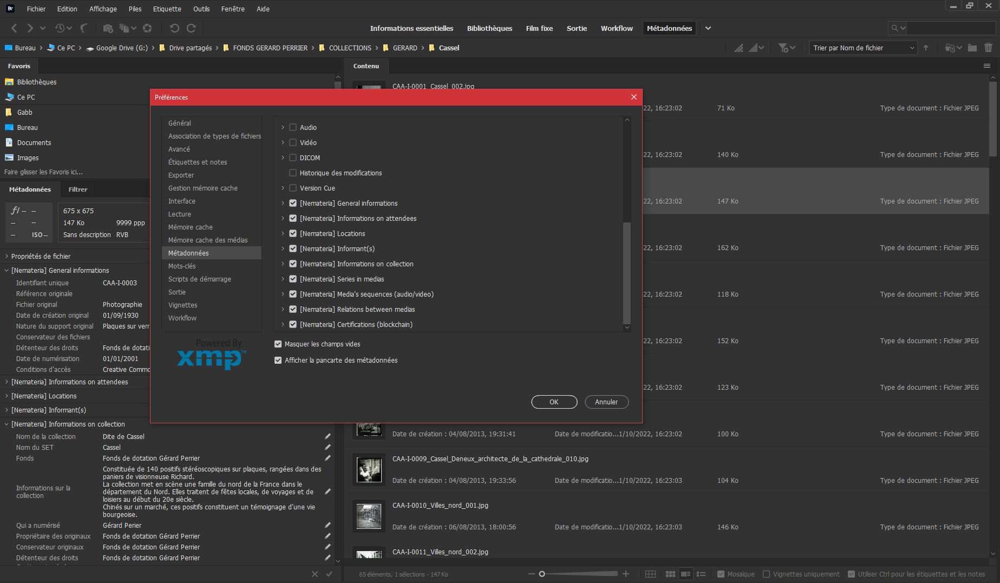 Br Fichier Edition Affichage Piles Etiquette Outils Fenêtre Aide
Informations essentielles Bibliothèques Film fixe Sortie Workflow Métadonnées
Bureau Ce PC Google Drive (G:) Drive partagés FONDS GERARD PERRIER COLLECTIONS GERARD Cassel
Trier par Nom de fichier
Favoris
Bibliothèques
Ce PC
Gabb
Bureau
Documents
Images
Faire glisser les Favoris ici...
Métadonnées Filtrer
f/ -- --
-- --
-- ISO --
675 x 675
147 Ko 9999 ppp
Sans description RVB
Propriétés de fichier
[Nemateria] General informations
Identifiant unique CAA-I-0003
Référence originale
Fichier original Photographie
Date de création original 01/09/1930
Nature du support original Plaques sur verr
Conservateur des fichiers
Détenteur des droits Fonds de dotati
Date de numérisation 01/01/2001
Conditions d'accès Creative Commo
[Nemateria] Informations on attendees
[Nemateria] Locations
[Nemateria] Informant(s)
[Nemateria] Informations on collection
Nom de la collection Dite de Cassel
Nom du SET Cassel
Fonds Fonds de dotation Gérard Perrier
Informations sur la
collection
Constituée de 140 positifs stéréoscopiques sur plaques, rangées dans des
paniers de visionneuse Richard.
La collection met en scène une famille du nord de la France dans le
département du Nord. Elles traitent de fêtes locales, de voyages et de
loisiers au début du 20e siècle.
Chinés sur un marché, ces positifs constituent un témoignage d'une vie
bourgeoise.
Qui a numérisé Gérard Perier
Propriétaire des originaux Fonds de dotation Gérard Perrier
Conservateur originaux Fonds de dotation Gérard Perrier
Détenteur des droits Fonds de dotation Gérard Perrier
Préférences
Général
Association de types de fichiers
Avancé
Étiquettes et notes
Exporter
Gestion mémoire cache
Interface
Lecture
Mémoire cache
Mémoire cache des médias
Métadonnées
Mots-clés
Scripts de démarrage
Sortie
Vignettes
Workflow
Powered By
xmp™
Audio
Vidéo
DICOM
Historique des modifications
Version Cue
[Nemateria] General informations
[Nemateria] Informations on attendees
[Nemateria] Locations
[Nemateria] Informant(s)
[Nemateria] Informations on collection
[Nemateria] Series in medias
[Nemateria] Media's sequences (audio/video)
[Nemateria] Relations between medias
[Nemateria] Certifications (blockchain)
Masquer les champs vides
Afficher la pancarte des métadonnées
OK Annuler
Contenu
CAA-I-0001_Cassel_002.jpg
22, 16:23:02 71 Ko Type de document : Fichier JPEG
22, 16:23:02 140 Ko Type de document : Fichier JPEG
22, 16:23:02 147 Ko Type de document : Fichier JPEG
22, 16:23:02 162 Ko Type de document : Fichier JPEG
22, 16:23:02 118 Ko Type de document : Fichier JPEG
22, 16:23:02 152 Ko Type de document : Fichier JPEG
22, 16:23:02 123 Ko Type de document : Fichier JPEG
Date de création : 04/08/2013, 19:31:41 Date de modificatio...1/10/2022, 16:23:02 100 Ko Type de document : Fichier JPEG
CAA-I-0009_Cassel_Deneux_architecte_de_la_cathedrale_010.jpg
Date de création : 04/08/2013, 19:33:56 Date de modificatio...1/10/2022, 16:23:03 104 Ko Type de document : Fichier JPEG
CAA-I-0010_Villes_nord_001.jpg
Date de création : 06/08/2013, 18:00:56 Date de modificatio...1/10/2022, 16:23:03 146 Ko Type de document : Fichier JPEG
CAA-I-0011_Villes_nord_002.jpg
65 éléments, 1 sélections - 147 Ko
Mosaïque Vignettes uniquement Utiliser Ctrl pour les étiquettes et les notes